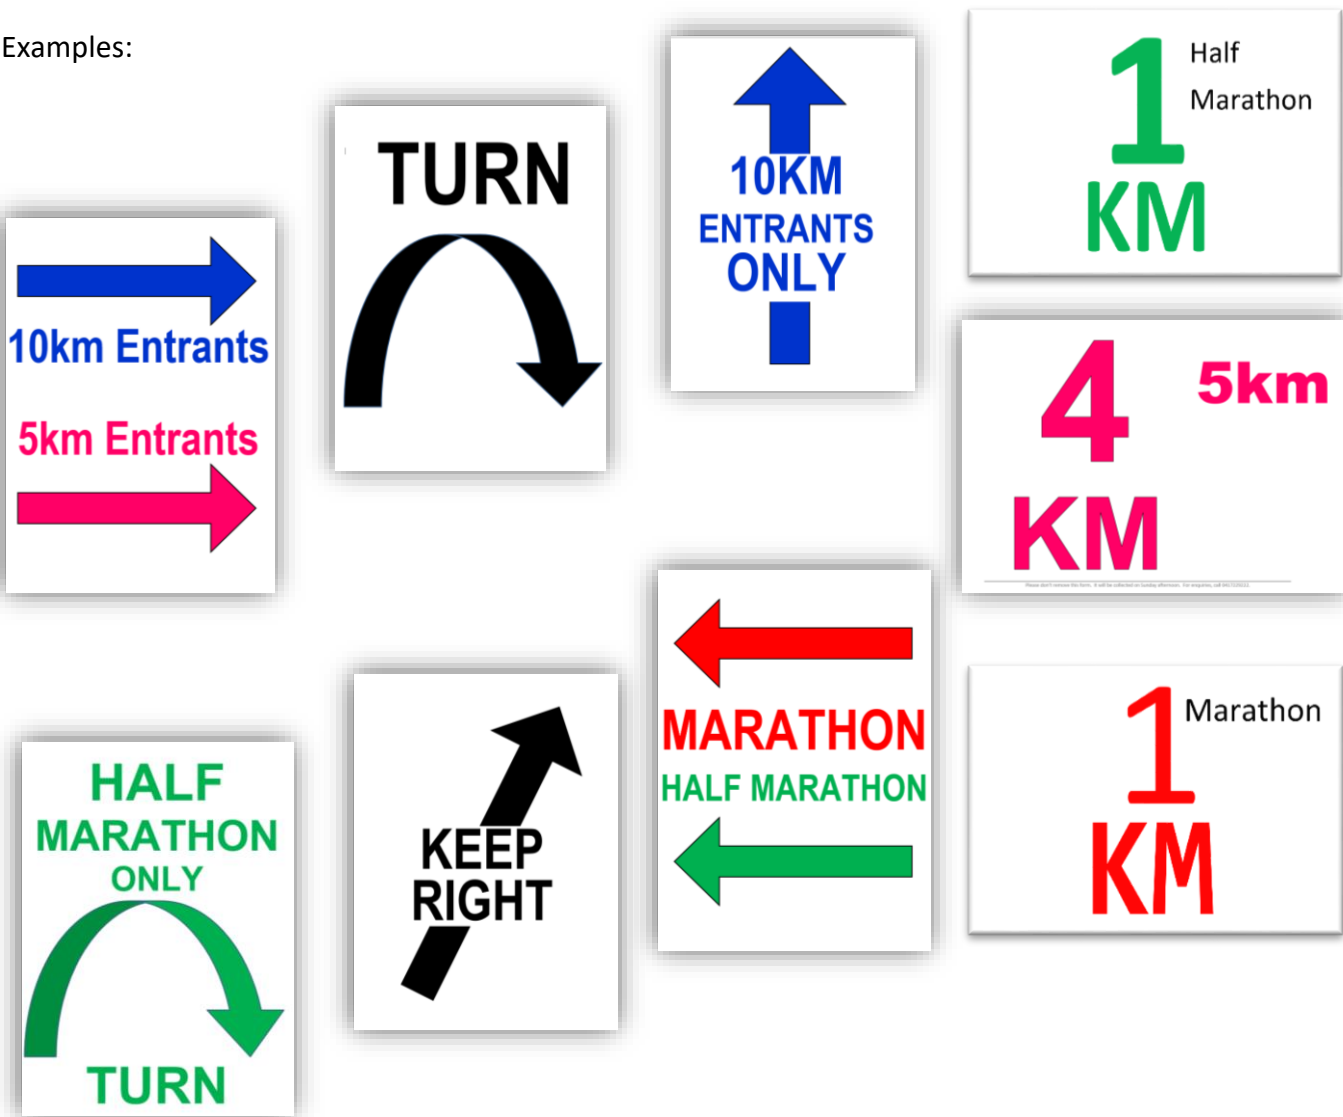 Examples:
10km Entrants
5km Entrants
TURN
10KM
ENTRANTS
ONLY
1
Half
Marathon
KM
4
5km
KM
HALF
MARATHON
ONLY
TURN
KEEP
RIGHT
MARATHON
HALF MARATHON
1
Marathon
KM